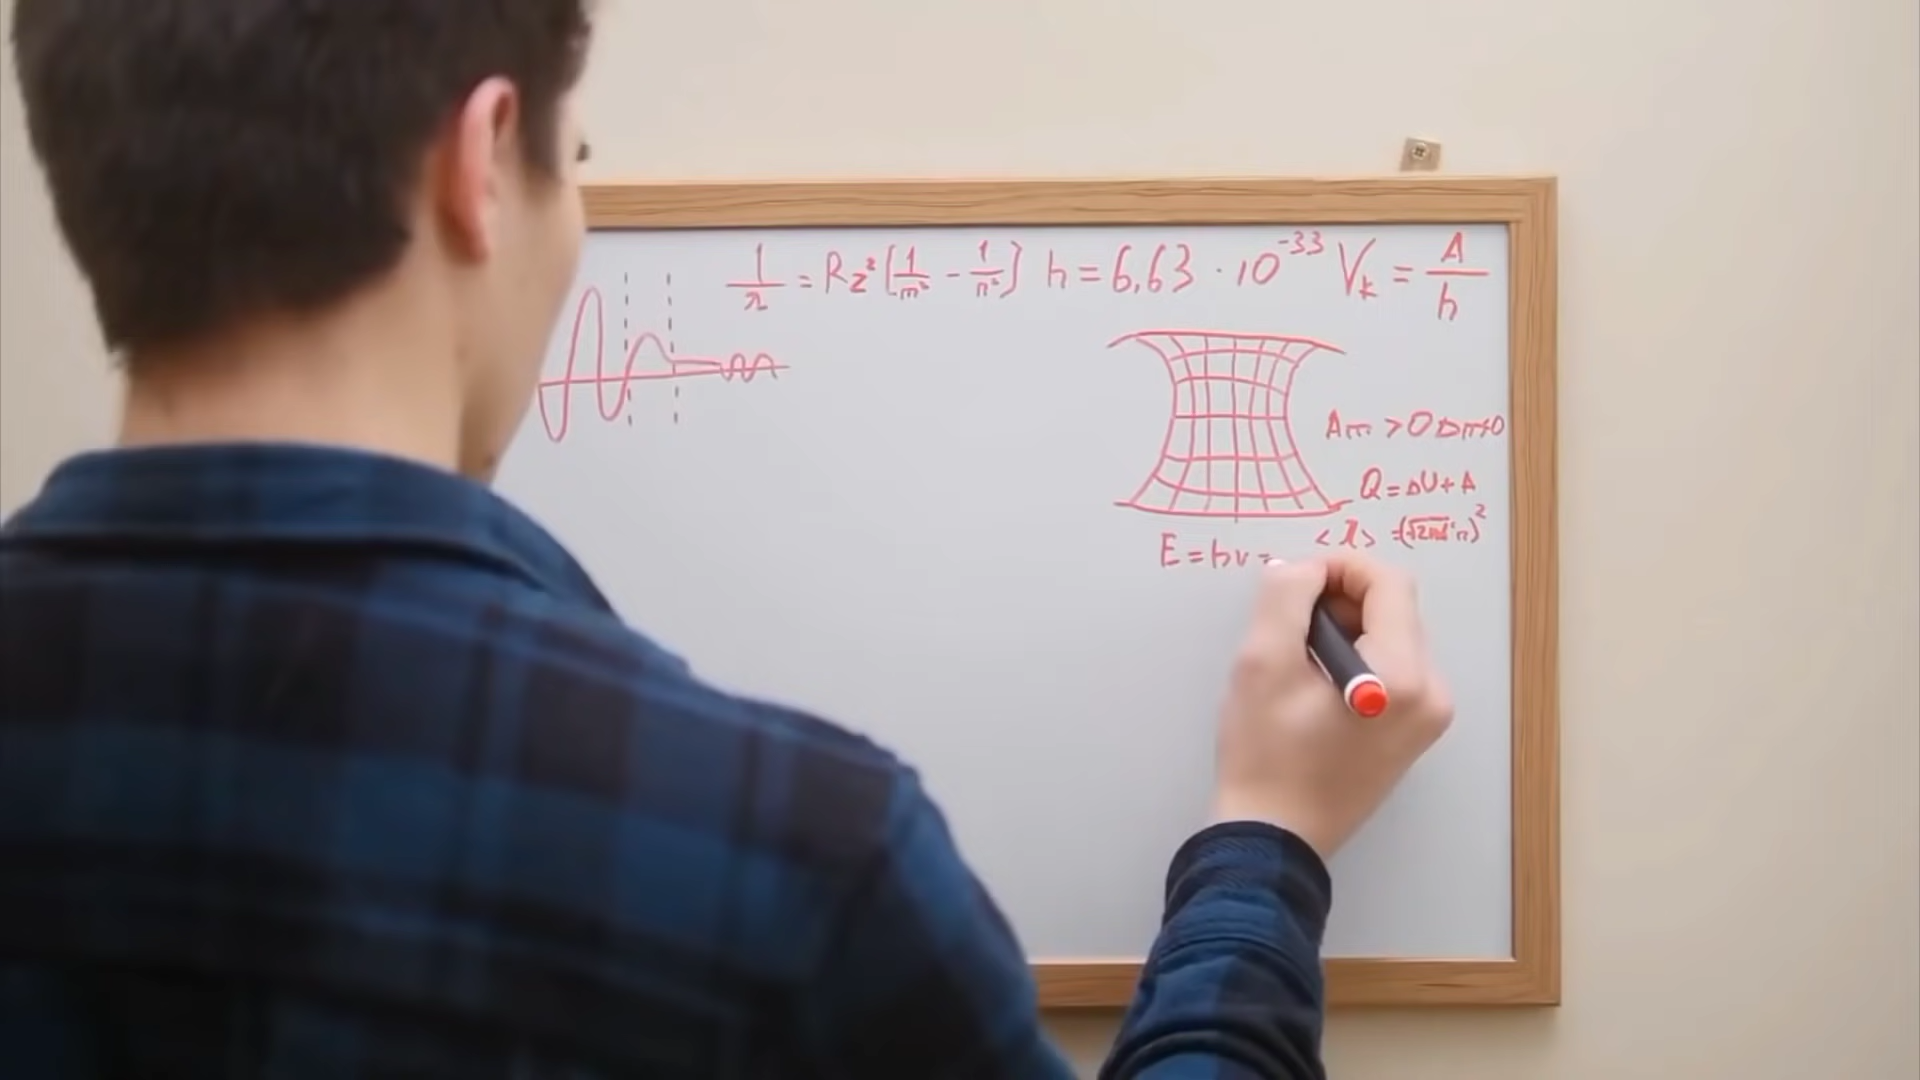 1/λ = Rz²[1/m² - 1/n²] h = 6,63 · 10⁻³³ Vₖ = A/h
Q = ΔU + A
E = hν =